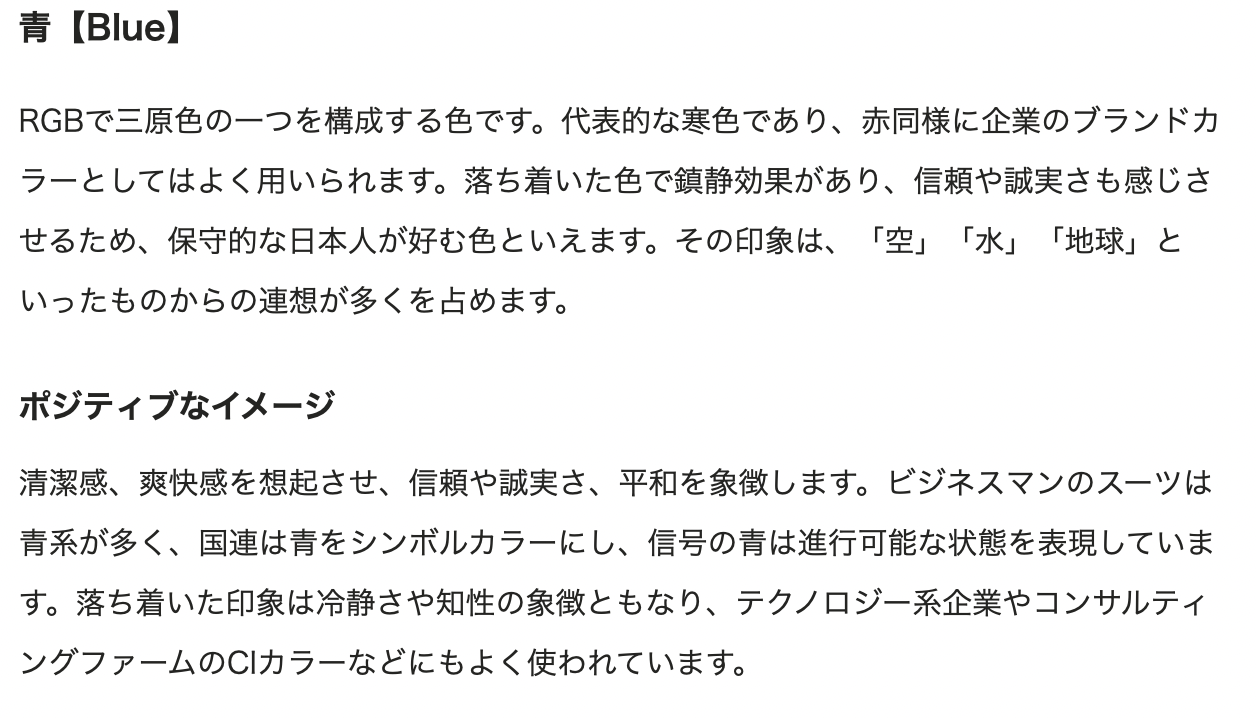 青【Blue】
RGBで三原色の一つを構成する色です。代表的な寒色であり、赤同様に企業のブランドカ
ラーとしてはよく用いられます。落ち着いた色で鎮静効果があり、信頼や誠実さも感じさ
せるため、保守的な日本人が好む色といえます。その印象は、「空」「水」「地球」と
いったものからの連想が多くを占めます。
ポジティブなイメージ
清潔感、爽快感を想起させ、信頼や誠実さ、平和を象徴します。ビジネスマンのスーツは
青系が多く、国連は青をシンボルカラーにし、信号の青は進行可能な状態を表現していま
す。落ち着いた印象は冷静さや知性の象徴ともなり、テクノロジー系企業やコンサルティ
ングファームのCIカラーなどにもよく使われています。